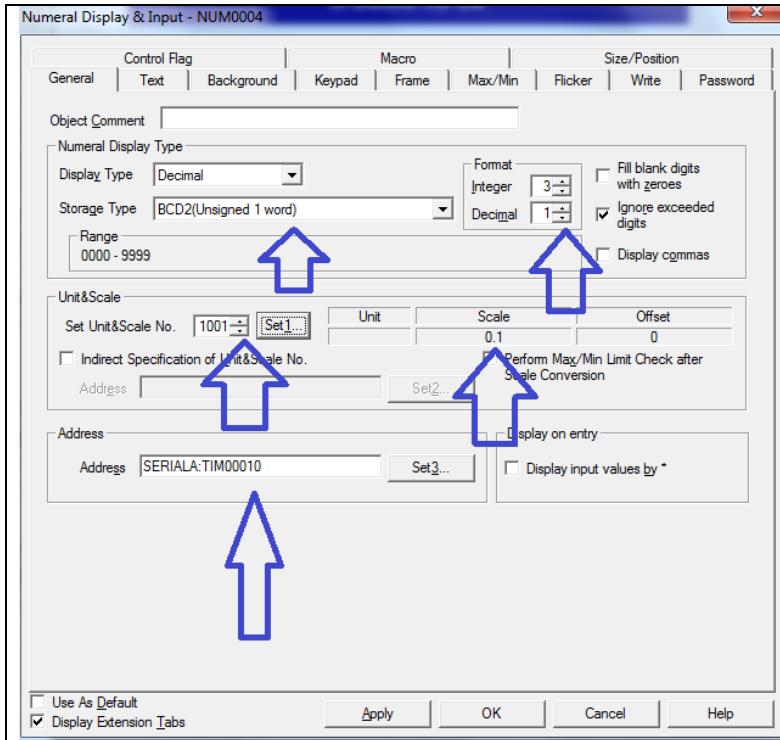 Numeral Display & Input - NUM0004
Control Flag Macro Size/Position
General Text Background Keypad Frame Max/Min Flicker Write Password
Object Comment
Numeral Display Type
Display Type Decimal
Storage Type BCD2(Unsigned 1 word)
Range
0000 - 9999
Format
Integer 3
Decimal 1
Fill blank digits
with zeroes
Ignore exceeded
digits
Display commas
Unit&Scale
Set Unit&Scale No. 1001 Set1...
Unit Scale Offset
0.1 0
Indirect Specification of Unit&Scale No.
Address Set2...
Perform Max/Min Limit Check after
Scale Conversion
Address
Address SERIALA:TIM00010 Set3...
Display on entry
Display input values by *
Use As Default
Display Extension Tabs
Apply OK Cancel Help